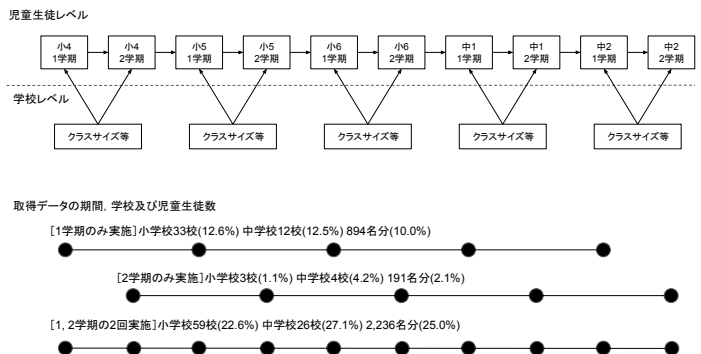 児童生徒レベル
小4 小4 小5 小5 小6 小6 中1 中1 中2 中2
1学期 2学期 1学期 2学期 1学期 2学期 1学期 2学期 1学期 2学期
学校レベル
クラスサイズ等 クラスサイズ等 クラスサイズ等 クラスサイズ等 クラスサイズ等
取得データの期間, 学校及び児童生徒数
[1学期のみ実施]小学校33校(12.6%) 中学校12校(12.5%) 894名分(10.0%)
[2学期のみ実施]小学校3校(1.1%) 中学校4校(4.2%) 191名分(2.1%)
[1, 2学期の2回実施]小学校59校(22.6%) 中学校26校(27.1%) 2,236名分(25.0%)